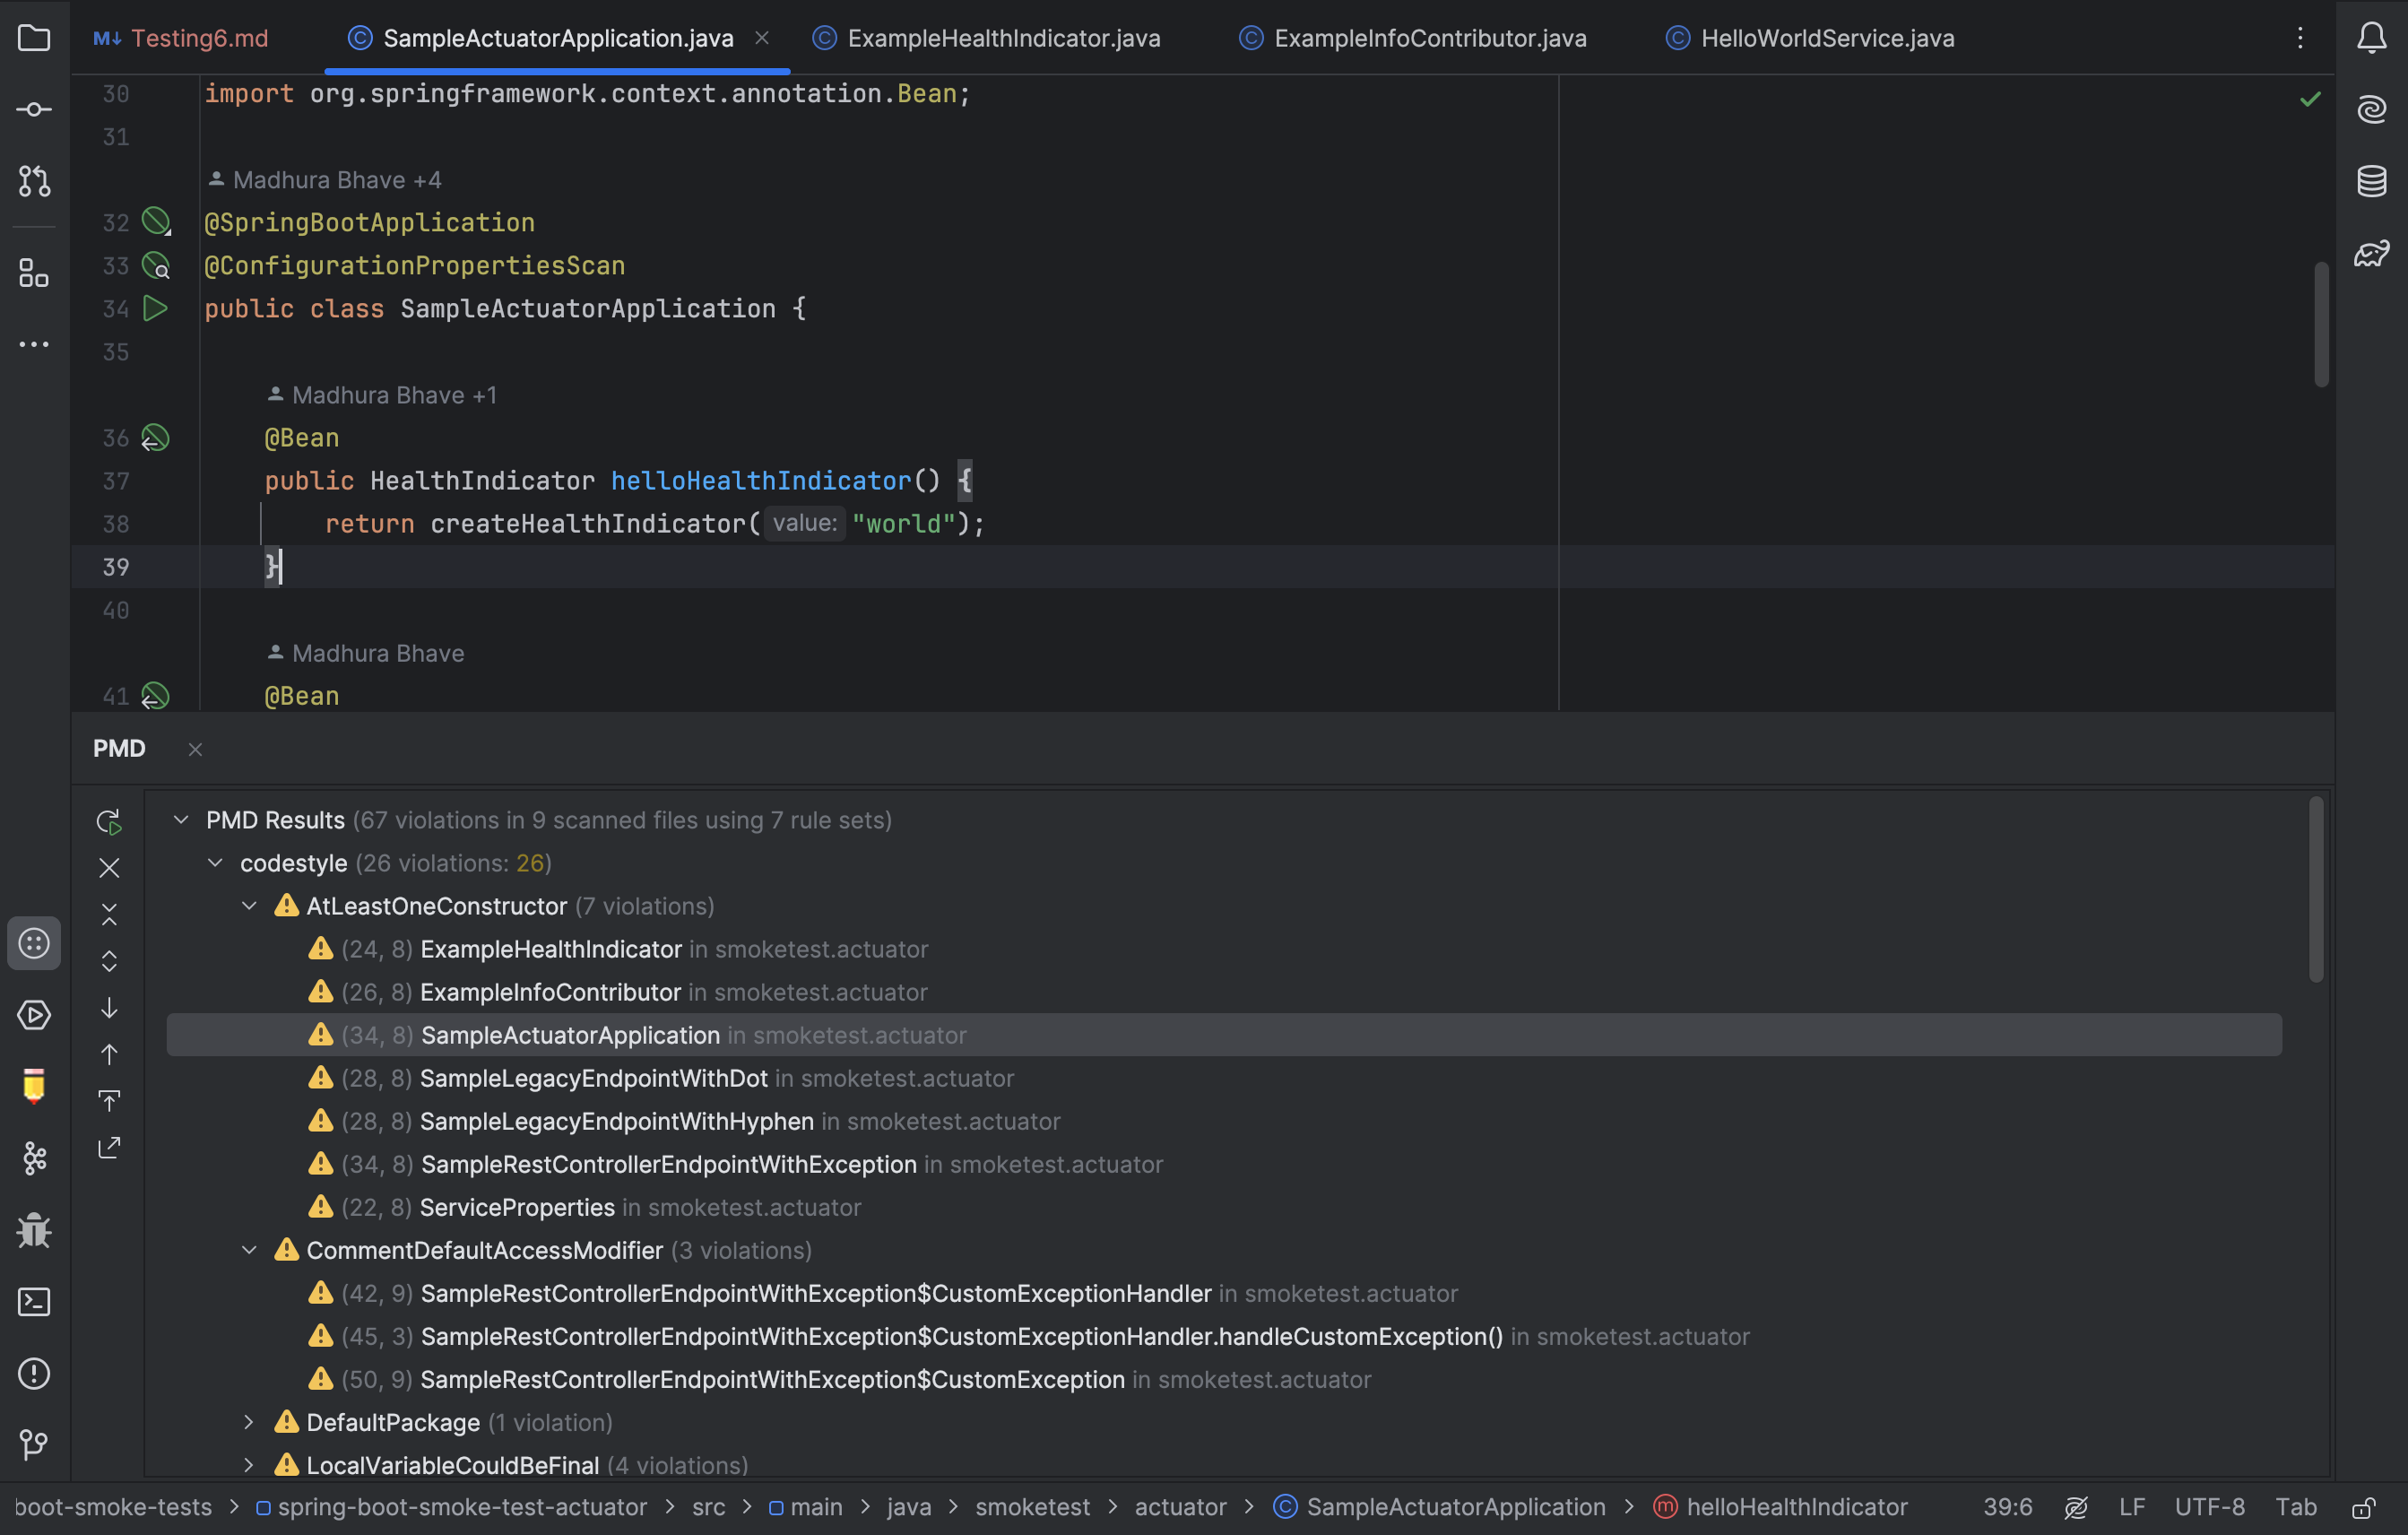 M↓ Testing6.md SampleActuatorApplication.java ExampleHealthIndicator.java ExampleInfoContributor.java HelloWorldService.java
30 import org.springframework.context.annotation.Bean;
31
Madhura Bhave +4
32 @SpringBootApplication
33 @ConfigurationPropertiesScan
34 public class SampleActuatorApplication {
35
Madhura Bhave +1
36 @Bean
37 public HealthIndicator helloHealthIndicator() {
38 return createHealthIndicator( value: "world");
39 }
40
Madhura Bhave
41 @Bean
PMD
PMD Results (67 violations in 9 scanned files using 7 rule sets)
codestyle (26 violations: 26)
AtLeastOneConstructor (7 violations)
(24, 8) ExampleHealthIndicator in smoketest.actuator
(26, 8) ExampleInfoContributor in smoketest.actuator
(34, 8) SampleActuatorApplication in smoketest.actuator
(28, 8) SampleLegacyEndpointWithDot in smoketest.actuator
(28, 8) SampleLegacyEndpointWithHyphen in smoketest.actuator
(34, 8) SampleRestControllerEndpointWithException in smoketest.actuator
(22, 8) ServiceProperties in smoketest.actuator
CommentDefaultAccessModifier (3 violations)
(42, 9) SampleRestControllerEndpointWithException$CustomExceptionHandler in smoketest.actuator
(45, 3) SampleRestControllerEndpointWithException$CustomExceptionHandler.handleCustomException() in smoketest.actuator
(50, 9) SampleRestControllerEndpointWithException$CustomException in smoketest.actuator
DefaultPackage (1 violation)
LocalVariableCouldBeFinal (4 violations)
boot-smoke-tests > spring-boot-smoke-test-actuator > src > main > java > smoketest > actuator > SampleActuatorApplication > helloHealthIndicator 39:6 LF UTF-8 Tab